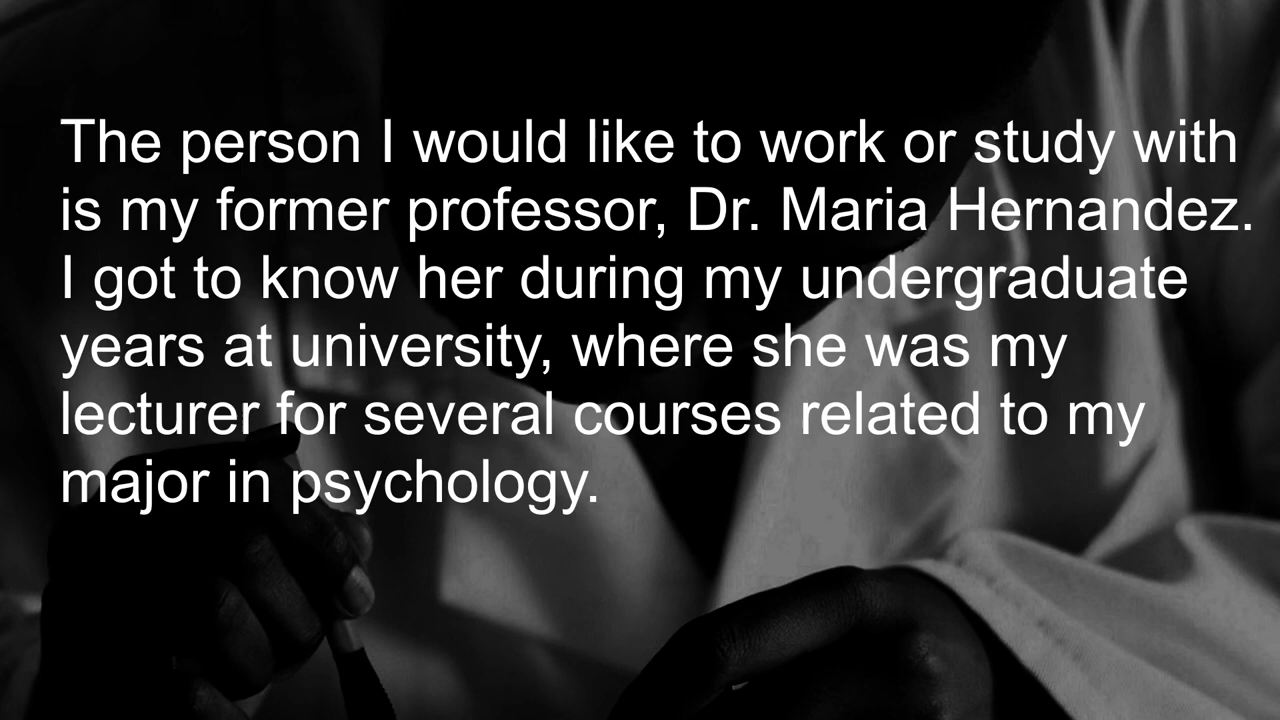 The person I would like to work or study with
is my former professor, Dr. Maria Hernandez.
I got to know her during my undergraduate
years at university, where she was my
lecturer for several courses related to my
major in psychology.